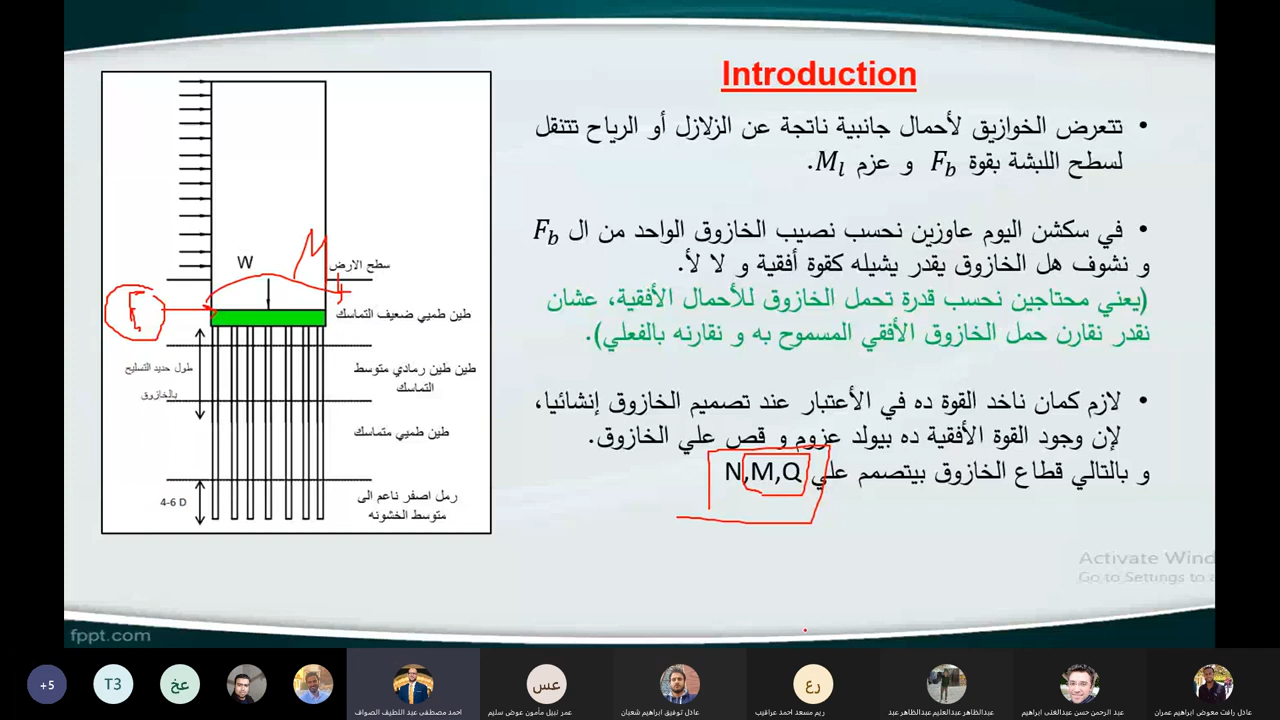 Introduction
• تتعرض الخوازيق لأحمال جانبية ناتجة عن الزلازل أو الرياح تتنقل
لسطح اللبشة بقوة Fb و عزم Ml.
• في سكشن اليوم عاوزين نحسب نصيب الخازوق الواحد من ال Fb
و نشوف هل الخازوق يقدر يشيله كقوة أفقية و لا لأ.
(يعني محتاجين نحسب قدرة تحمل الخازوق للأحمال الأفقية، عشان
نقدر نقارن حمل الخازوق الأفقي المسموح به و نقارنه بالفعلي).
• لازم كمان ناخد القوة ده في الأعتبار عند تصميم الخازوق إنشائيا،
لإن وجود القوة الأفقية ده بيولد عزوم و قص علي الخازوق.
و بالتالي قطاع الخازوق بيتصمم علي N,M,Q
M
W
سطح الارض
F
طين طميي ضعيف التماسك
طول حديد التسليح
بالخازوق
طين طين رمادي متوسط
التماسك
طين طميي متماسك
4-6 D
رمل اصفر ناعم الى
متوسط الخشونه
Activate Wind
Go to Settings to a
fppt.com
+5
T3
عخ
عس
رع
احمد مصطفى عبد اللطيف الصواف
عمر نبيل مأمون عوض سليم
عادل توفيق ابراهيم شعبان
ريم مسعد احمد عراقيب
عبدالظاهر عبدالعليم عبدالظاهر عبد
عبد الرحمن حسن عبدالغنى ابراهيم
عادل رافت معوض ابراهيم عمران